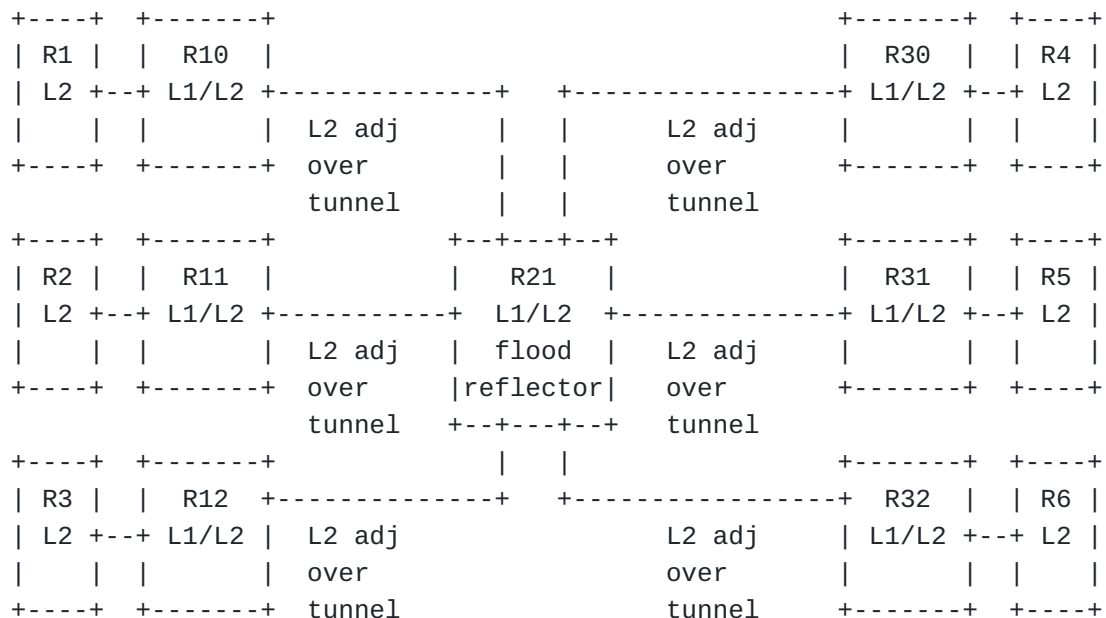 +----+  +-------+                                  +-------+  +----+
| R1 |  |  R10  |                                  |  R30  |  | R4 |
| L2 +--+ L1/L2 +--------------+   +----------------+ L1/L2 +--+ L2 |
|    |  |       |  L2 adj      |   |      L2 adj     |       |  |    |
+----+  +-------+  over        |   |      over       +-------+  +----+
                   tunnel      |   |      tunnel
+----+  +-------+           +--+---+--+             +-------+  +----+
| R2 |  |  R11  |           |   R21   |             |  R31  |  | R5 |
| L2 +--+ L1/L2 +-----------+  L1/L2  +--------------+ L1/L2 +--+ L2 |
|    |  |       |  L2 adj   |  flood  |   L2 adj     |       |  |    |
+----+  +-------+  over     |reflector|   over       +-------+  +----+
                   tunnel   +--+---+--+   tunnel
+----+  +-------+              |   |                +-------+  +----+
| R3 |  |  R12  +--------------+   +----------------+  R32  |  | R6 |
| L2 +--+ L1/L2 |  L2 adj                 L2 adj     | L1/L2 +--+ L2 |
|    |  |       |  over                   over       |       |  |    |
+----+  +-------+  tunnel                 tunnel     +-------+  +----+